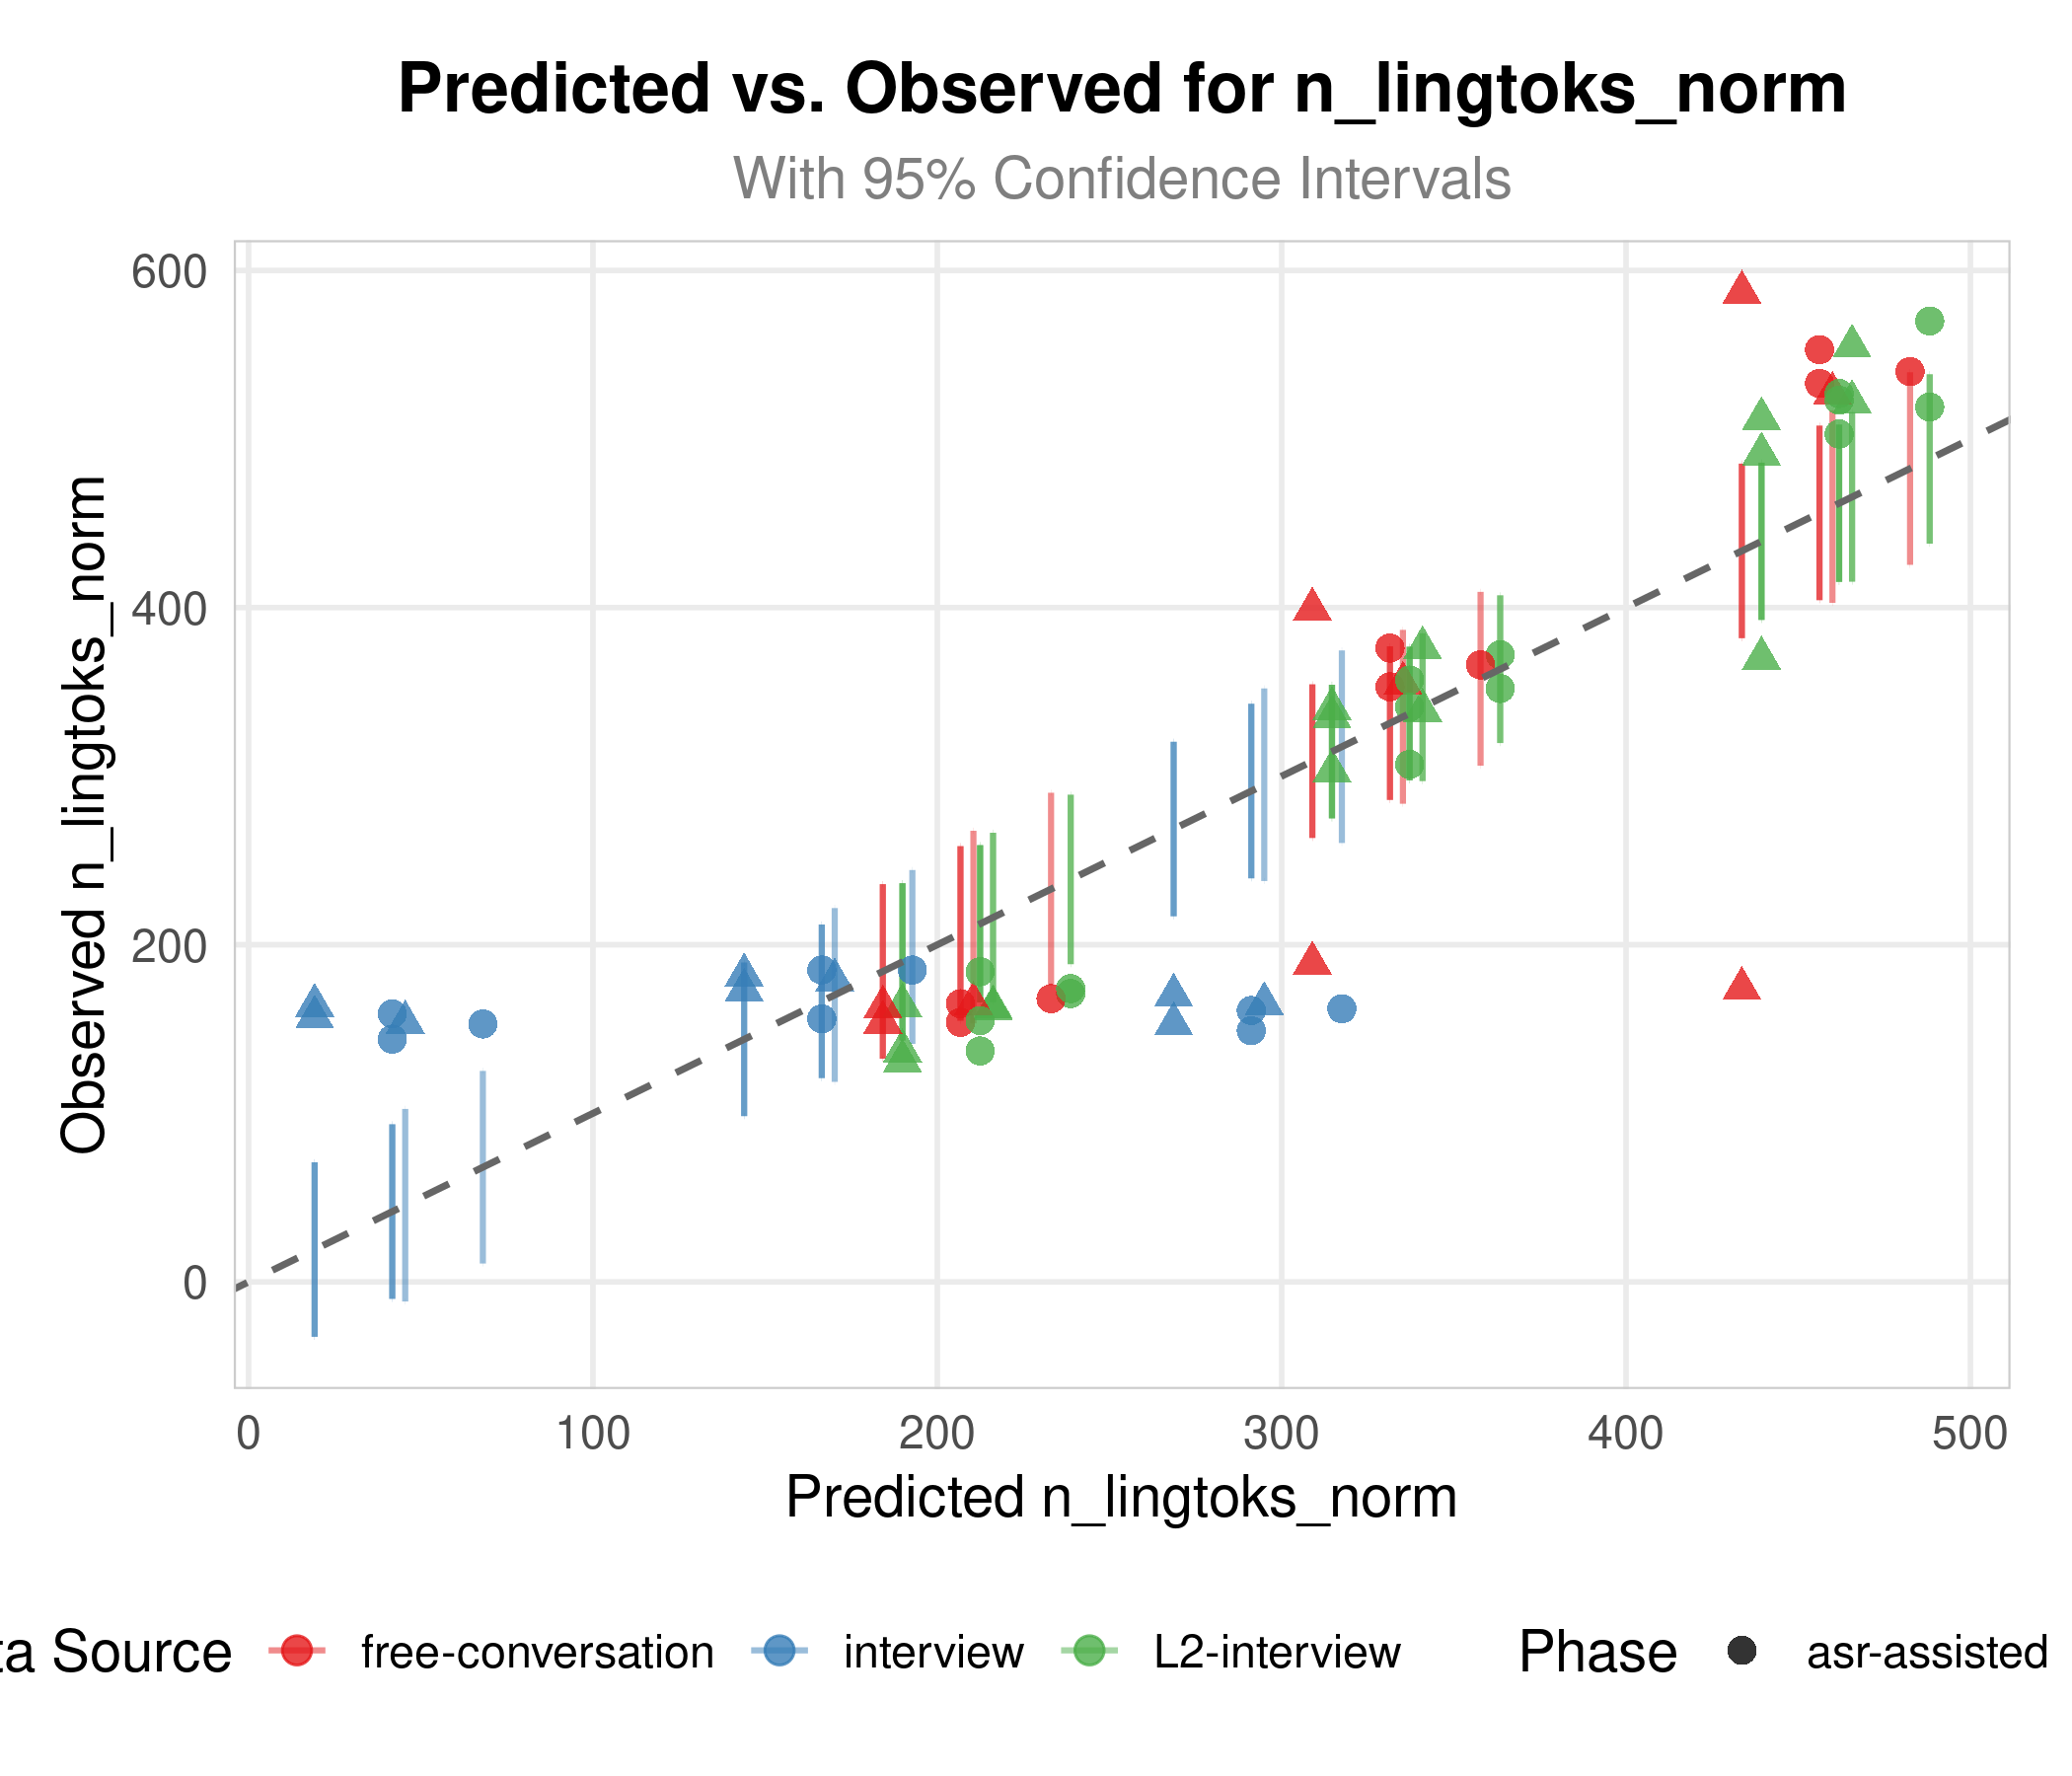 Predicted vs. Observed for n_lingtoks_norm
With 95% Confidence Intervals
Observed n_lingtoks_norm
600
400
200
0
0 100 200 300 400 500
Predicted n_lingtoks_norm
ta Source free-conversation interview L2-interview Phase asr-assisted